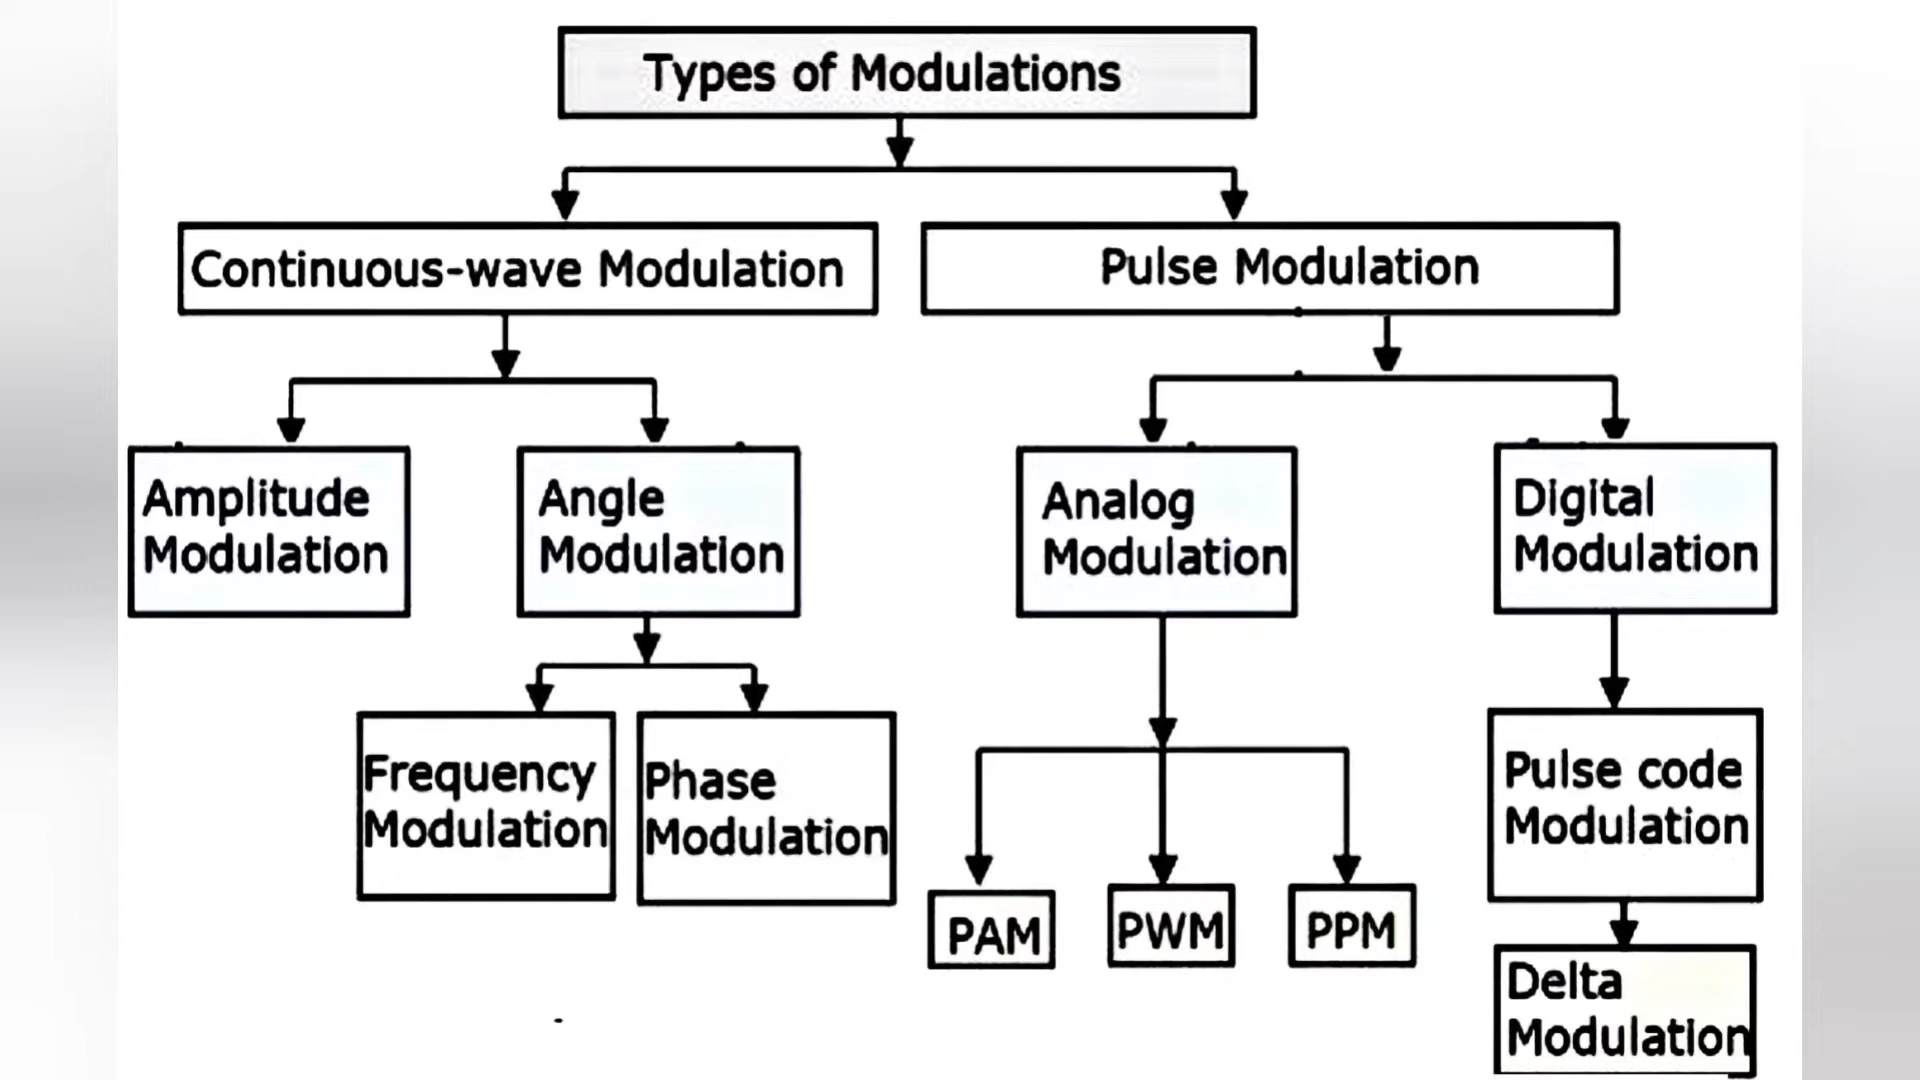 Types of Modulations
Continuous-wave Modulation
Pulse Modulation
Amplitude
Modulation
Angle
Modulation
Analog
Modulation
Digital
Modulation
Frequency
Modulation
Phase
Modulation
PAM
PWM
PPM
Pulse code
Modulation
Delta
Modulation